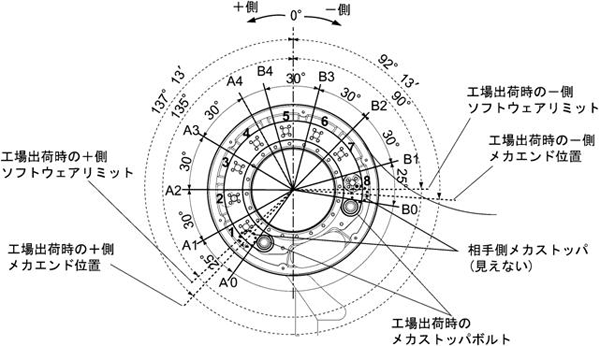 ＋側 0° －側
A4 B4 30° B3
92° 13′
90°
137° 13′
135°
30° 30° B2
A3
30° 30°
B1
25°
A2
B0
30°
A1
25°
A0
1
2
3
4
5
6
7
8
工場出荷時の－側
ソフトウェアリミット
工場出荷時の－側
メカエンド位置
工場出荷時の＋側
ソフトウェアリミット
工場出荷時の＋側
メカエンド位置
相手側メカストッパ
（見えない）
工場出荷時の
メカストッパボルト